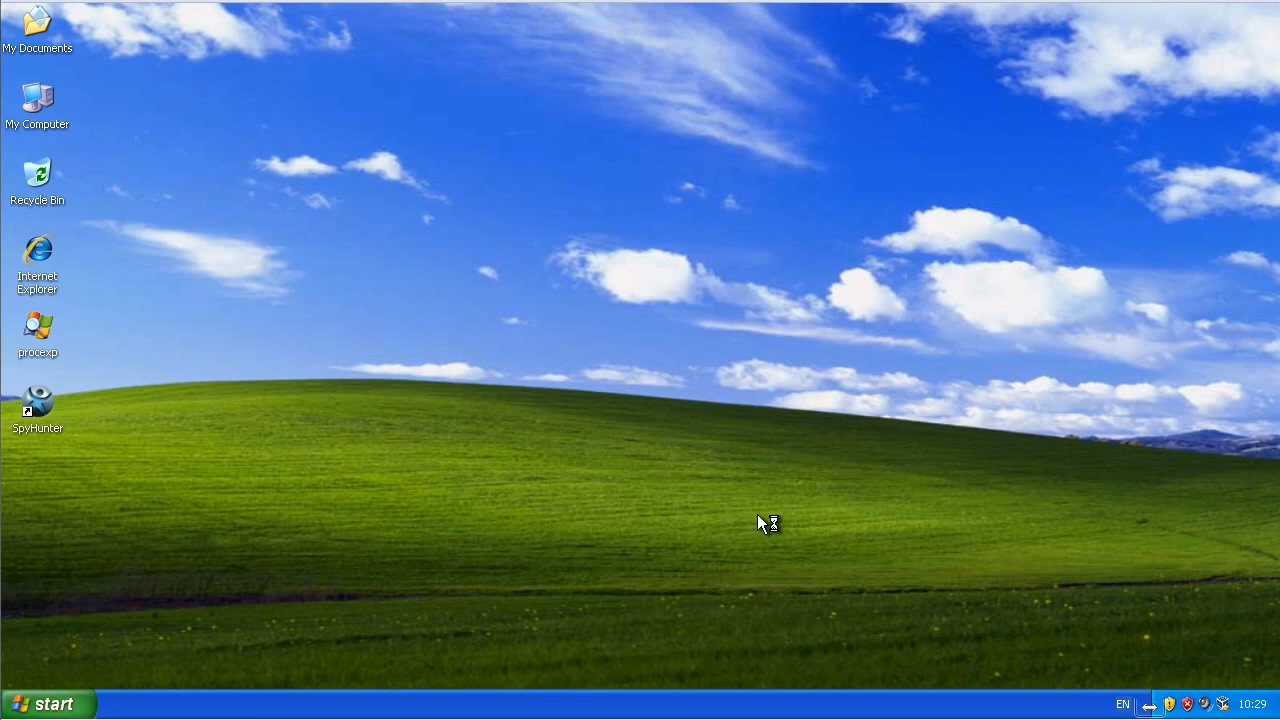 My Documents
My Computer
Recycle Bin
Internet
Explorer
procexp
SpyHunter
start
EN
10:29